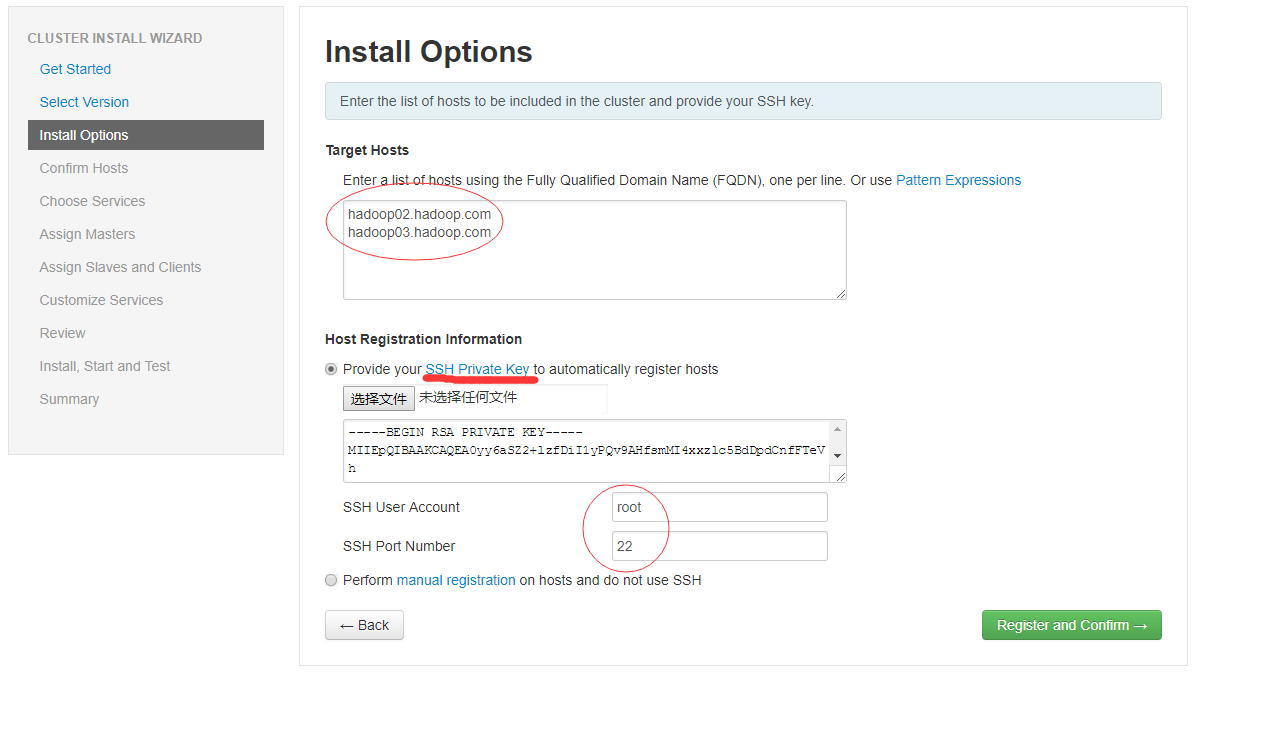 CLUSTER INSTALL WIZARD
Get Started
Select Version
Install Options
Confirm Hosts
Choose Services
Assign Masters
Assign Slaves and Clients
Customize Services
Review
Install, Start and Test
Summary
Install Options
Enter the list of hosts to be included in the cluster and provide your SSH key.
Target Hosts
Enter a list of hosts using the Fully Qualified Domain Name (FQDN), one per line. Or use Pattern Expressions
hadoop02.hadoop.com
hadoop03.hadoop.com
Host Registration Information
Provide your SSH Private Key to automatically register hosts
选择文件 未选择任何文件
-----BEGIN RSA PRIVATE KEY-----
MIIEpQIBAAKCAQEA0yy6aSZ2+lzfDiI1yPQv9AHfsmMI4xxzlc5BdDpdCnfFTeV
h
SSH User Account root
SSH Port Number 22
Perform manual registration on hosts and do not use SSH
← Back
Register and Confirm →